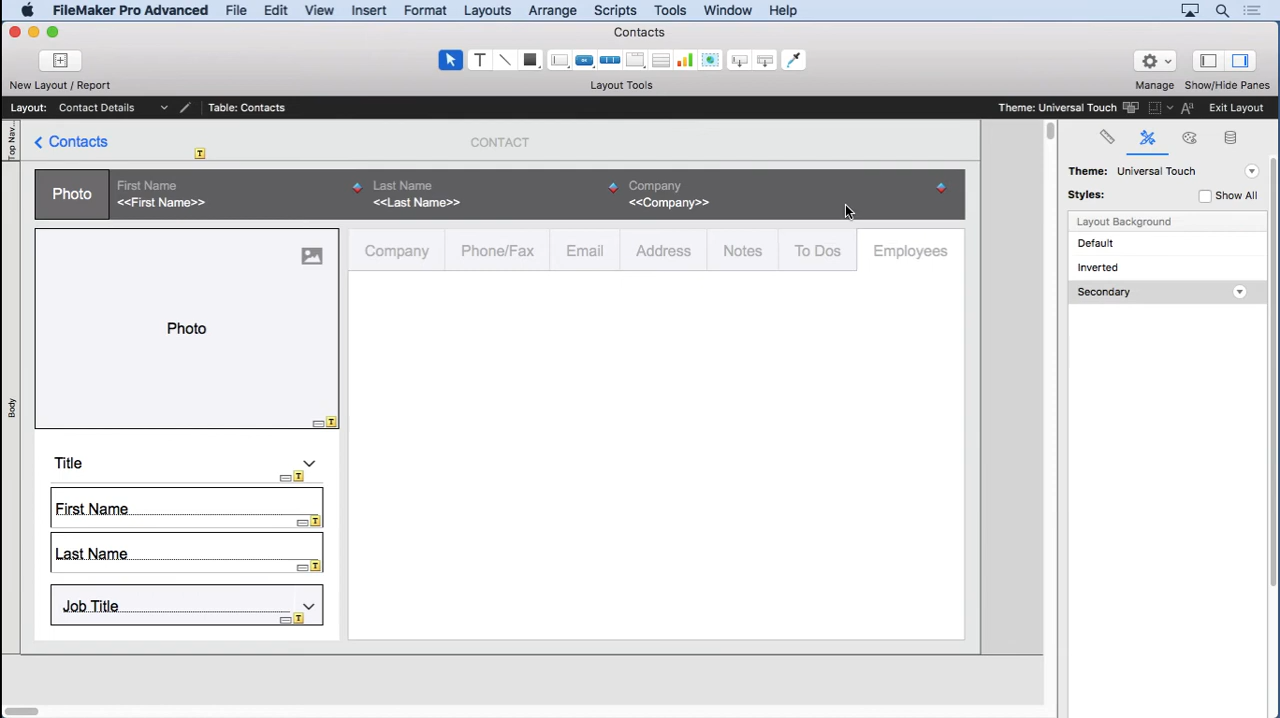 FileMaker Pro Advanced File Edit View Insert Format Layouts Arrange Scripts Tools Window Help
Contacts
New Layout / Report
Layout Tools
Manage
Show/Hide Panes
Layout: Contact Details
Table: Contacts
Theme: Universal Touch
Exit Layout
Top Nav...
Contacts
CONTACT
T
Photo
First Name
<<First Name>>
Last Name
<<Last Name>>
Company
<<Company>>
Company Phone/Fax Email Address Notes To Dos Employees
Photo
T
Title
T
First Name
T
Last Name
T
Job Title
T
Body
Theme: Universal Touch
Styles: Show All
Layout Background
Default
Inverted
Secondary